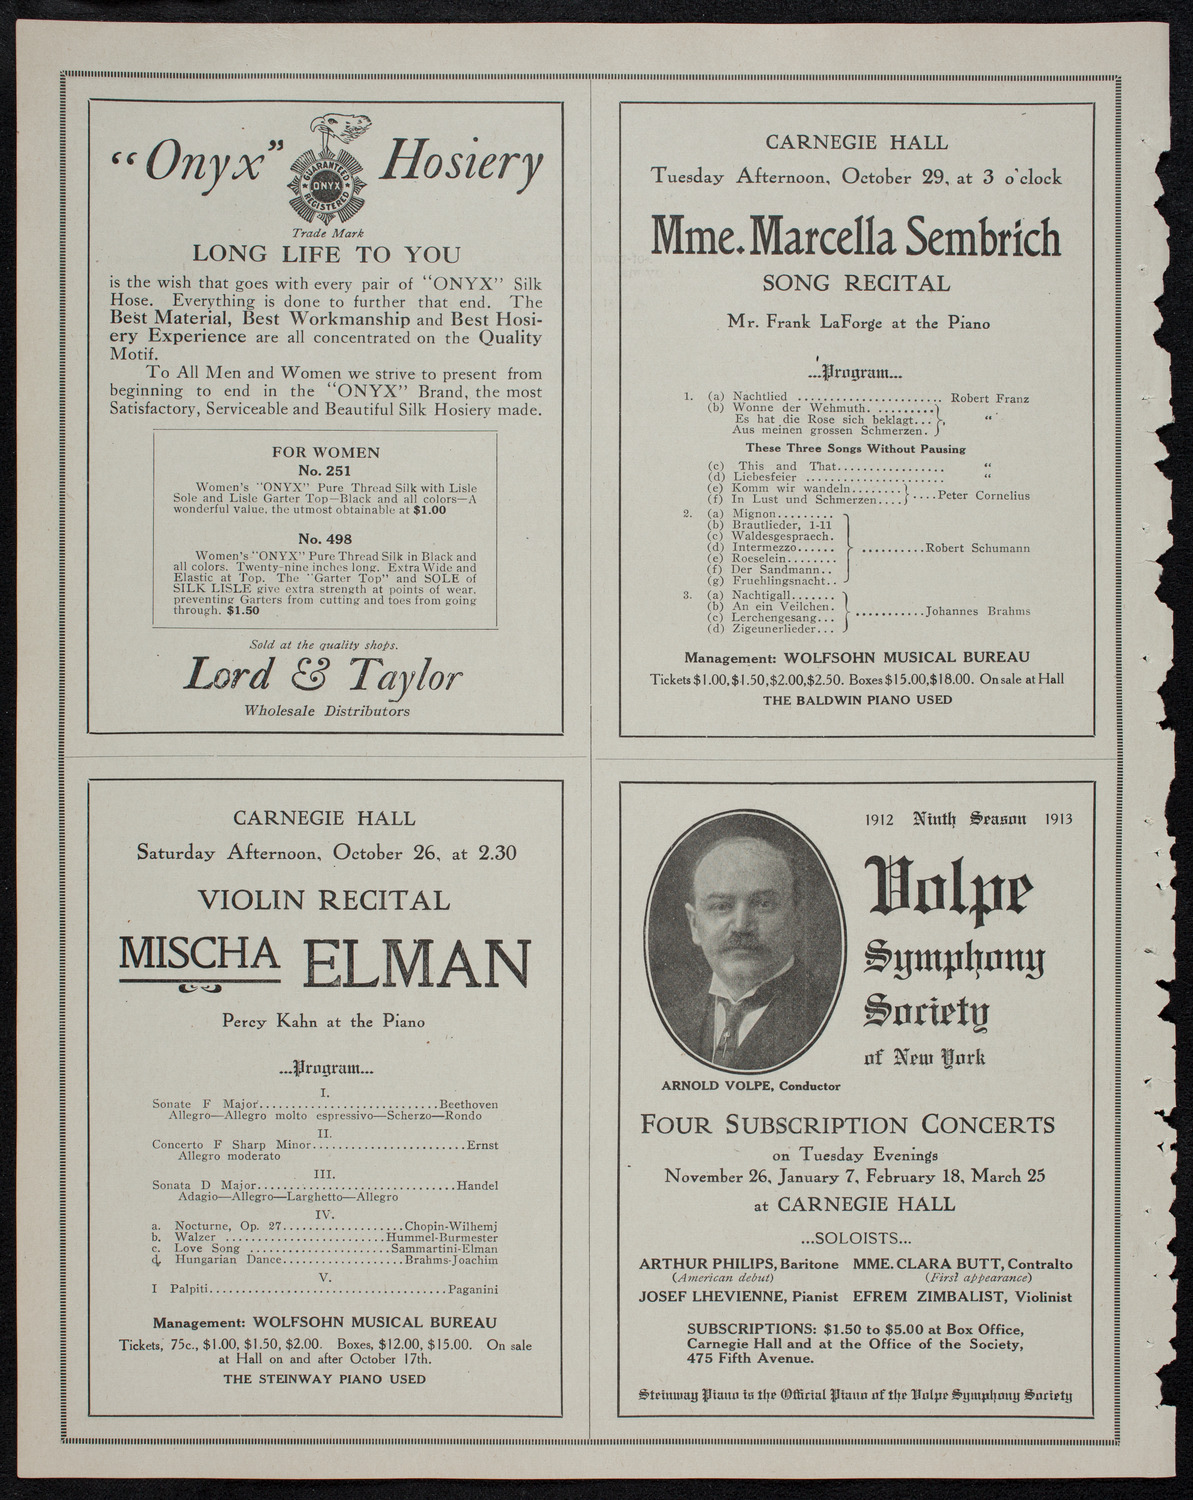 "Onyx" Hosiery
GUARANTEED
ONYX
REGISTERED
Trade Mark
LONG LIFE TO YOU
is the wish that goes with every pair of "ONYX" Silk
Hose. Everything is done to further that end. The
Best Material, Best Workmanship and Best Hosi-
ery Experience are all concentrated on the Quality
Motif.
To All Men and Women we strive to present from
beginning to end in the "ONYX" Brand, the most
Satisfactory, Serviceable and Beautiful Silk Hosiery made.
FOR WOMEN
No. 251
Women's "ONYX" Pure Thread Silk with Lisle
Sole and Lisle Garter Top—Black and all colors—A
wonderful value, the utmost obtainable at $1.00
No. 498
Women's "ONYX" Pure Thread Silk in Black and
all colors. Twenty-nine inches long. Extra Wide and
Elastic at Top. The "Garter Top" and SOLE of
SILK LISLE give extra strength at points of wear,
preventing Garters from cutting and toes from going
through. $1.50
Sold at the quality shops.
Lord & Taylor
Wholesale Distributors
CARNEGIE HALL
Tuesday Afternoon, October 29, at 3 o'clock
Mme. Marcella Sembrich
SONG RECITAL
Mr. Frank LaForge at the Piano
...Program...
1. (a) Nachtlied ...................... Robert Franz
(b) Wonne der Wehmuth. .........
Es hat die Rose sich beklagt... "
Aus meinen grossen Schmerzen.
These Three Songs Without Pausing
(c) This and That................ "
(d) Liebesfeier ..................... "
(e) Komm wir wandeln........
(f) In Lust und Schmerzen.... ....Peter Cornelius
2. (a) Mignon.........
(b) Brautlieder, 1-11
(c) Waldesgespraech.
(d) Intermezzo...... ..........Robert Schumann
(e) Roeselein........
(f) Der Sandmann..
(g) Fruehlingsnacht..
3. (a) Nachtigall.......
(b) An ein Veilchen. ...........Johannes Brahms
(c) Lerchengesang...
(d) Zigeunerlieder...
Management: WOLFSOHN MUSICAL BUREAU
Tickets $1.00, $1.50, $2.00, $2.50. Boxes $15.00, $18.00. On sale at Hall
THE BALDWIN PIANO USED
CARNEGIE HALL
Saturday Afternoon, October 26, at 2.30
VIOLIN RECITAL
MISCHA ELMAN
Percy Kahn at the Piano
...Program...
I.
Sonate F Major...........................Beethoven
Allegro—Allegro molto espressivo—Scherzo—Rondo
II.
Concerto F Sharp Minor.......................Ernst
Allegro moderato
III.
Sonata D Major..............................Handel
Adagio—Allegro—Larghetto—Allegro
IV.
a. Nocturne, Op. 27..................Chopin-Wilhemj
b. Walzer ........................Hummel-Burmester
c. Love Song .....................Sammartini-Elman
d. Hungarian Dance..................Brahms-Joachim
V.
I Palpiti....................................Paganini
Management: WOLFSOHN MUSICAL BUREAU
Tickets, 75c., $1.00, $1.50, $2.00. Boxes, $12.00, $15.00. On sale
at Hall on and after October 17th.
THE STEINWAY PIANO USED
1912 Ninth Season 1913
Volpe
Symphony
Society
of New York
ARNOLD VOLPE, Conductor
FOUR SUBSCRIPTION CONCERTS
on Tuesday Evenings
November 26, January 7, February 18, March 25
at CARNEGIE HALL
...SOLOISTS...
ARTHUR PHILIPS, Baritone MME. CLARA BUTT, Contralto
(American debut) (First appearance)
JOSEF LHEVIENNE, Pianist EFREM ZIMBALIST, Violinist
SUBSCRIPTIONS: $1.50 to $5.00 at Box Office,
Carnegie Hall and at the Office of the Society,
475 Fifth Avenue.
Steinway Piano is the Official Piano of the Volpe Symphony Society